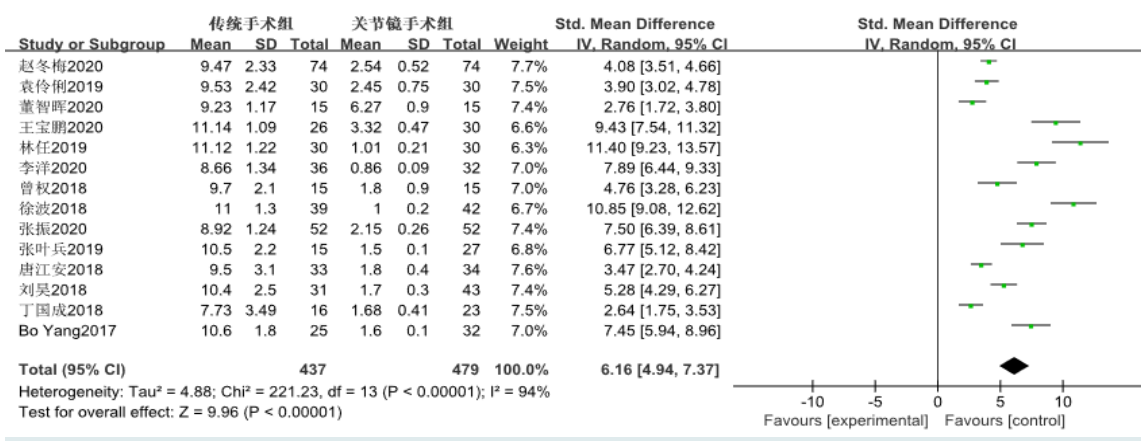 传统手术组 关节镜手术组 Std. Mean Difference Std. Mean Difference
Study or Subgroup Mean SD Total Mean SD Total Weight IV, Random, 95% CI IV, Random, 95% CI
赵冬梅2020 9.47 2.33 74 2.54 0.52 74 7.7% 4.08 [3.51, 4.66]
袁伶俐2019 9.53 2.42 30 2.45 0.75 30 7.5% 3.90 [3.02, 4.78]
董智晖2020 9.23 1.17 15 6.27 0.9 15 7.4% 2.76 [1.72, 3.80]
王宝鹏2020 11.14 1.09 26 3.32 0.47 30 6.6% 9.43 [7.54, 11.32]
林任2019 11.12 1.22 30 1.01 0.21 30 6.3% 11.40 [9.23, 13.57]
李洋2020 8.66 1.34 36 0.86 0.09 32 7.0% 7.89 [6.44, 9.33]
曾权2018 9.7 2.1 15 1.8 0.9 15 7.0% 4.76 [3.28, 6.23]
徐波2018 11 1.3 39 1 0.2 42 6.7% 10.85 [9.08, 12.62]
张振2020 8.92 1.24 52 2.15 0.26 52 7.4% 7.50 [6.39, 8.61]
张叶兵2019 10.5 2.2 15 1.5 0.1 27 6.8% 6.77 [5.12, 8.42]
唐江安2018 9.5 3.1 33 1.8 0.4 34 7.6% 3.47 [2.70, 4.24]
刘昊2018 10.4 2.5 31 1.7 0.3 43 7.4% 5.28 [4.29, 6.27]
丁国成2018 7.73 3.49 16 1.68 0.41 23 7.5% 2.64 [1.75, 3.53]
Bo Yang2017 10.6 1.8 25 1.6 0.1 32 7.0% 7.45 [5.94, 8.96]
Total (95% CI) 437 479 100.0% 6.16 [4.94, 7.37]
Heterogeneity: Tau² = 4.88; Chi² = 221.23, df = 13 (P < 0.00001); I² = 94%
Test for overall effect: Z = 9.96 (P < 0.00001)
-10 -5 0 5 10
Favours [experimental] Favours [control]